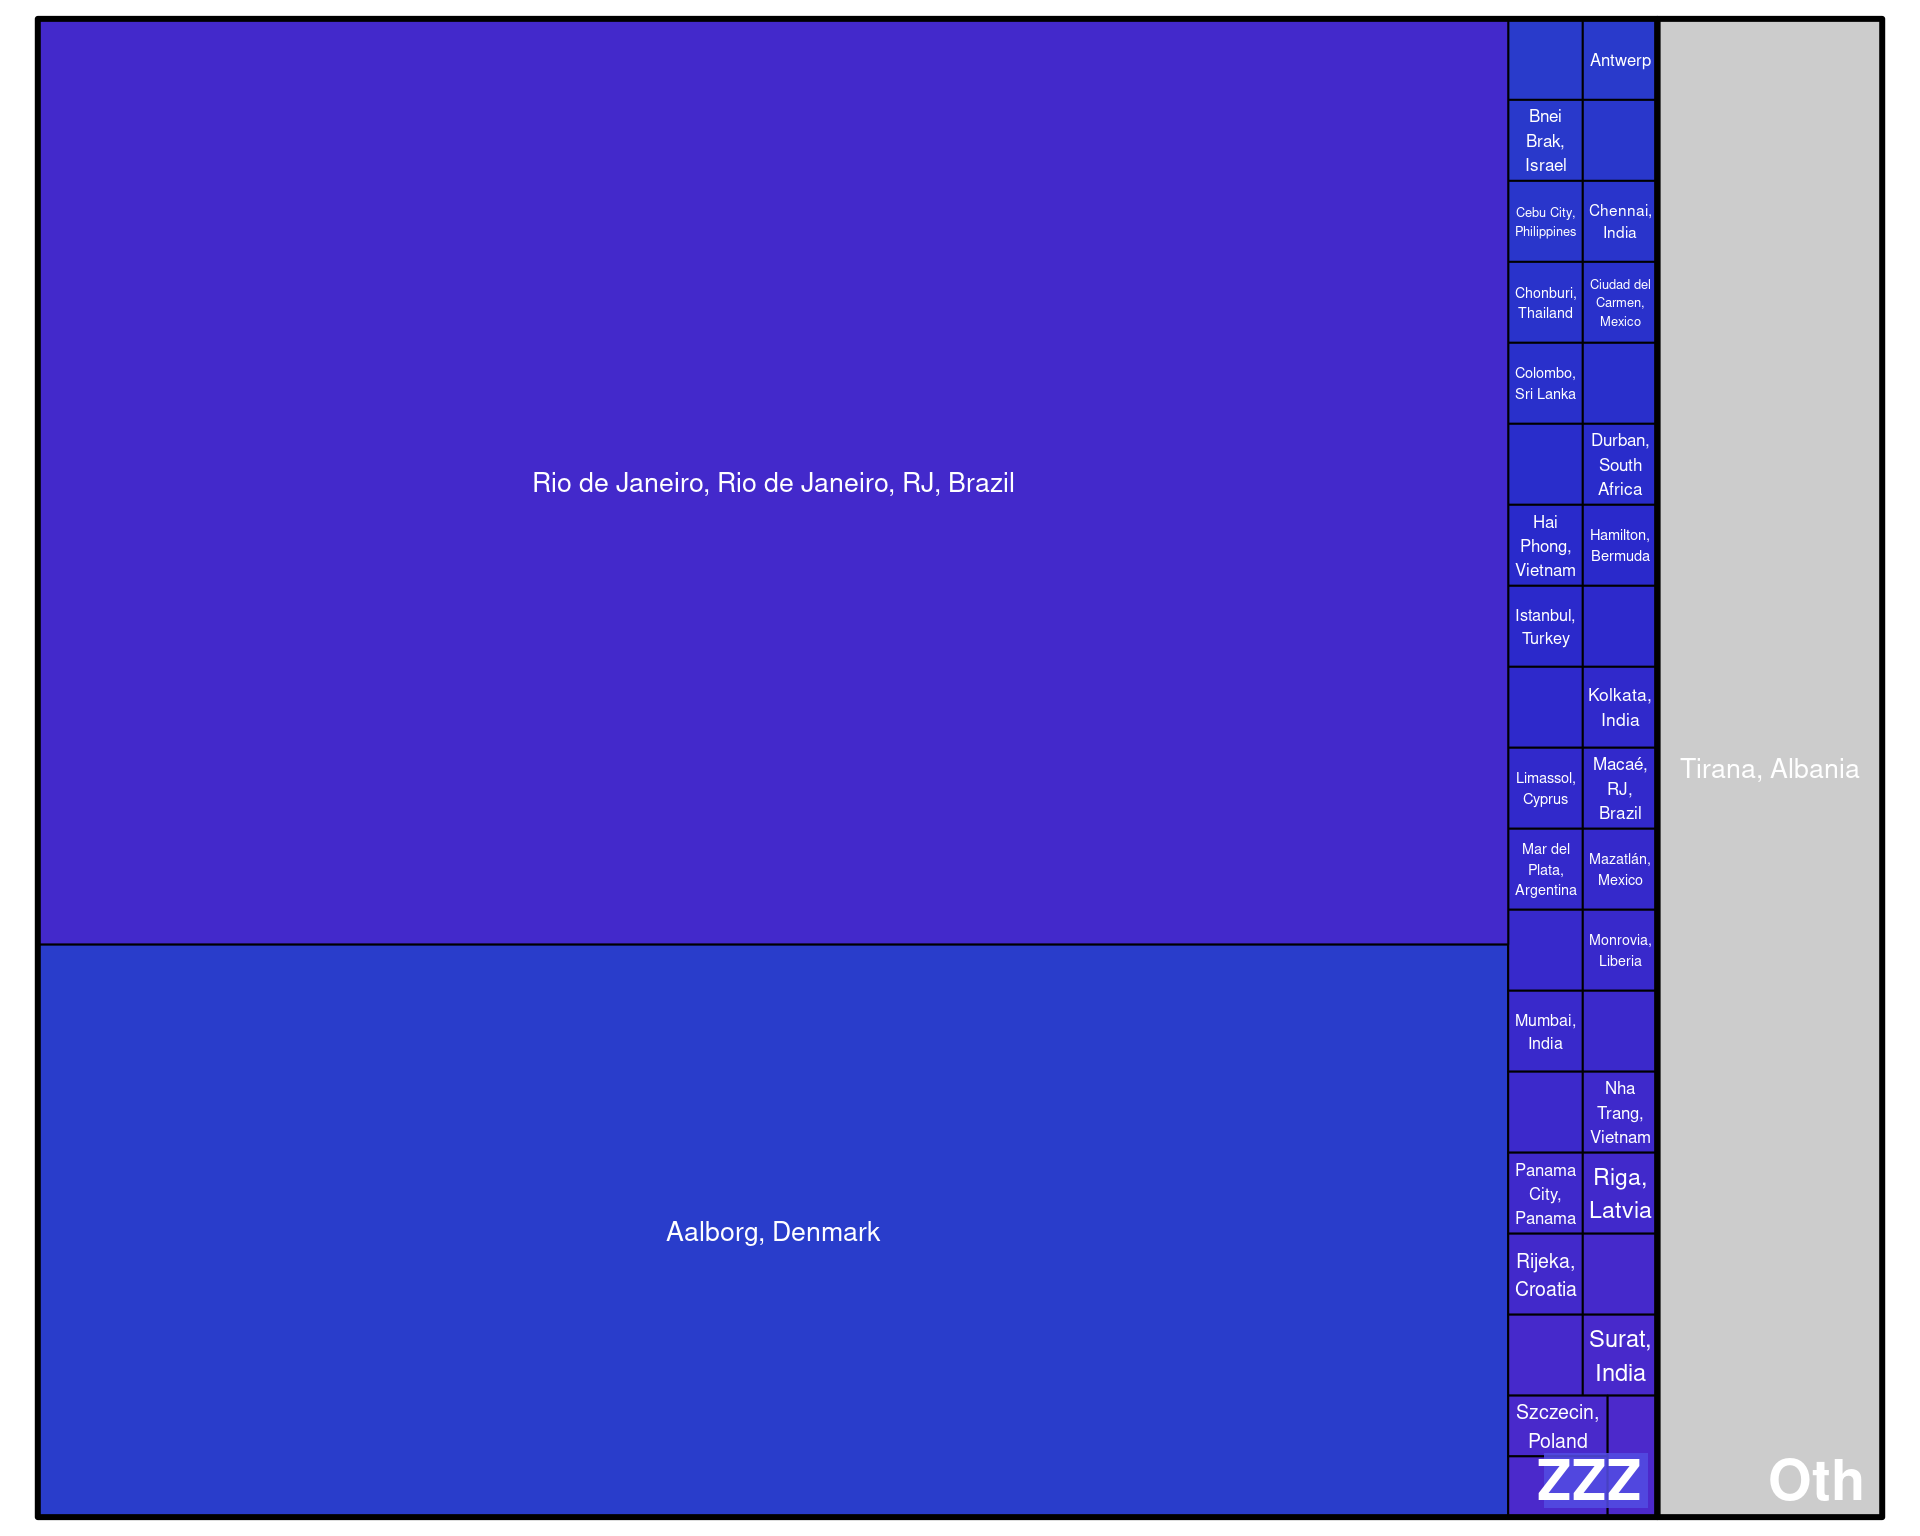 Rio de Janeiro, Rio de Janeiro, RJ, Brazil
Aalborg, Denmark
Antwerp
Bnei
Brak,
Israel
Cebu City,
Philippines
Chennai,
India
Chonburi,
Thailand
Ciudad del
Carmen,
Mexico
Colombo,
Sri Lanka
Durban,
South
Africa
Hai
Phong,
Vietnam
Hamilton,
Bermuda
Istanbul,
Turkey
Kolkata,
India
Limassol,
Cyprus
Macaé,
RJ,
Brazil
Mar del
Plata,
Argentina
Mazatlán,
Mexico
Monrovia,
Liberia
Mumbai,
India
Nha
Trang,
Vietnam
Panama
City,
Panama
Riga,
Latvia
Rijeka,
Croatia
Surat,
India
Szczecin,
Poland
ZZZ
Tirana, Albania
Oth